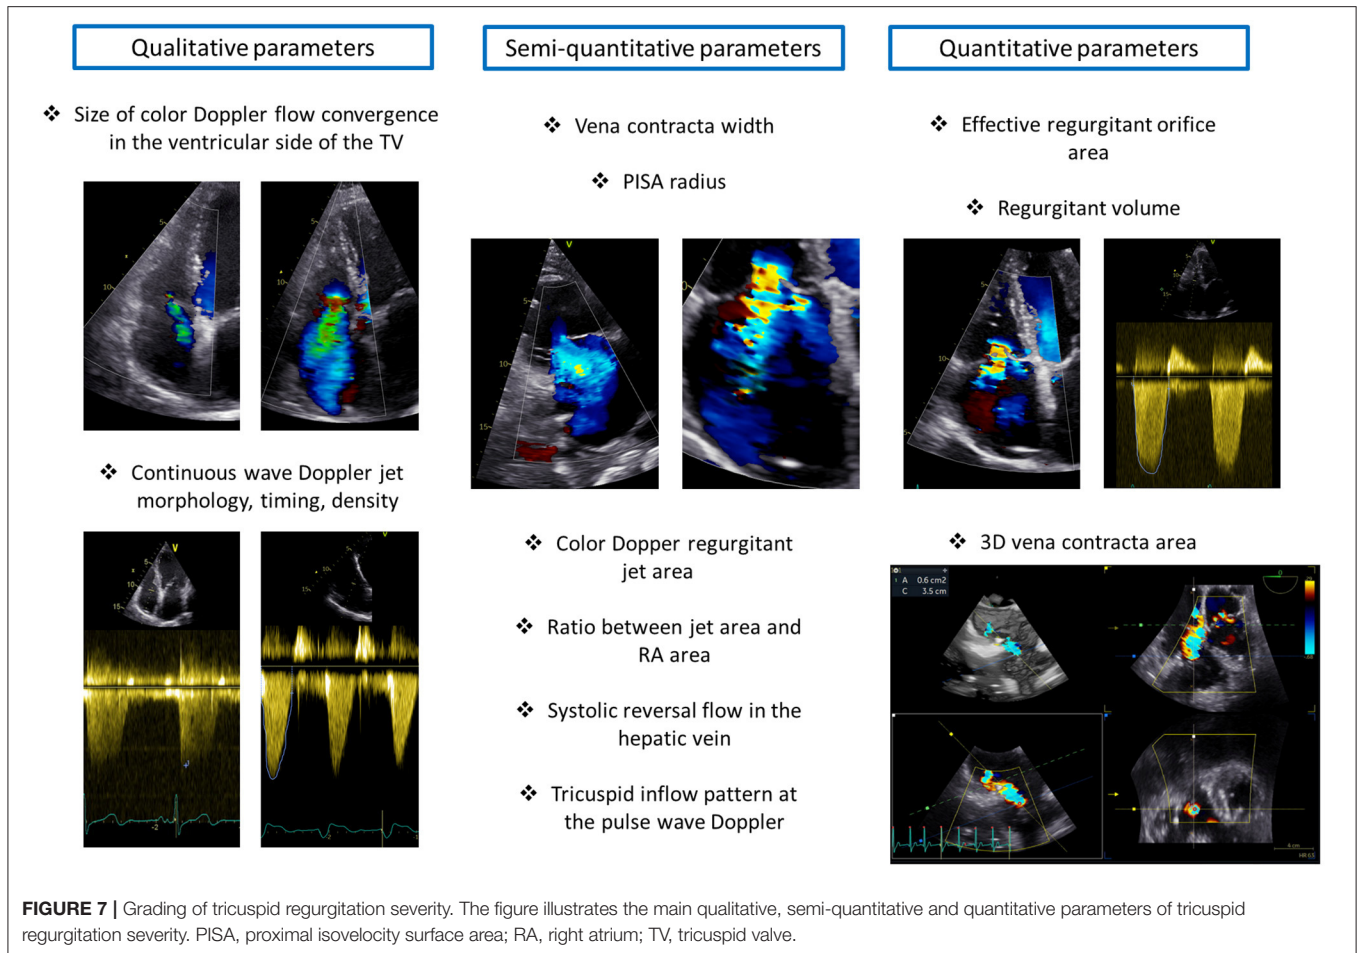 Qualitative parameters
❖ Size of color Doppler flow convergence
in the ventricular side of the TV
❖ Continuous wave Doppler jet
morphology, timing, density
Semi-quantitative parameters
❖ Vena contracta width
❖ PISA radius
❖ Color Dopper regurgitant
jet area
❖ Ratio between jet area and
RA area
❖ Systolic reversal flow in the
hepatic vein
❖ Tricuspid inflow pattern at
the pulse wave Doppler
Quantitative parameters
❖ Effective regurgitant orifice
area
❖ Regurgitant volume
❖ 3D vena contracta area
1 A 0.6 cm2
C 3.5 cm
4 cm
FIGURE 7 | Grading of tricuspid regurgitation severity. The figure illustrates the main qualitative, semi-quantitative and quantitative parameters of tricuspid
regurgitation severity. PISA, proximal isovelocity surface area; RA, right atrium; TV, tricuspid valve.